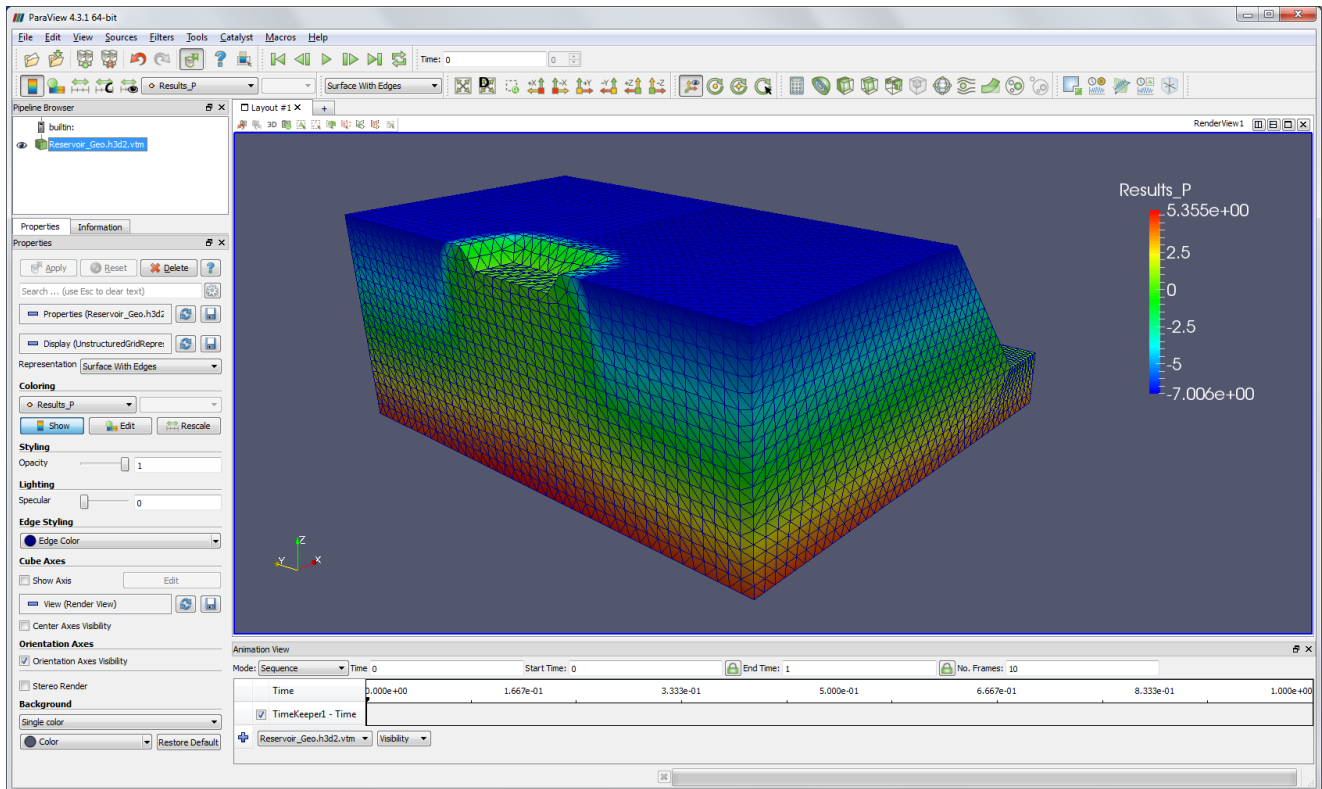 ParaView 4.3.1 64-bit
File Edit View Sources Filters Tools Catalyst Macros Help
Time: 0 0
Results_P Surface With Edges
Pipeline Browser
Layout #1 X +
3D RenderView1
builtin:
Reservoir_Geo.h3d2.vtm
Properties Information
Properties
Apply Reset Delete ?
Search ... (use Esc to clear text)
Properties (Reservoir_Geo.h3d2
Display (UnstructuredGridRepre:
Representation Surface With Edges
Coloring
Results_P
Show Edit Rescale
Styling
Opacity 1
Lighting
Specular 0
Edge Styling
Edge Color
Cube Axes
Show Axis Edit
View (Render View)
Center Axes Visibility
Orientation Axes
Orientation Axes Visibility
Stereo Render
Background
Single color
Color Restore Default
Results_P
5.355e+00
2.5
0
-2.5
-5
-7.006e+00
Z
Y X
Animation View
Mode: Sequence Time 0 Start Time: 0 End Time: 1 No. Frames: 10
Time 0.000e+00 1.667e-01 3.333e-01 5.000e-01 6.667e-01 8.333e-01 1.000e+00
TimeKeeper1 - Time
Reservoir_Geo.h3d2.vtm Visibility